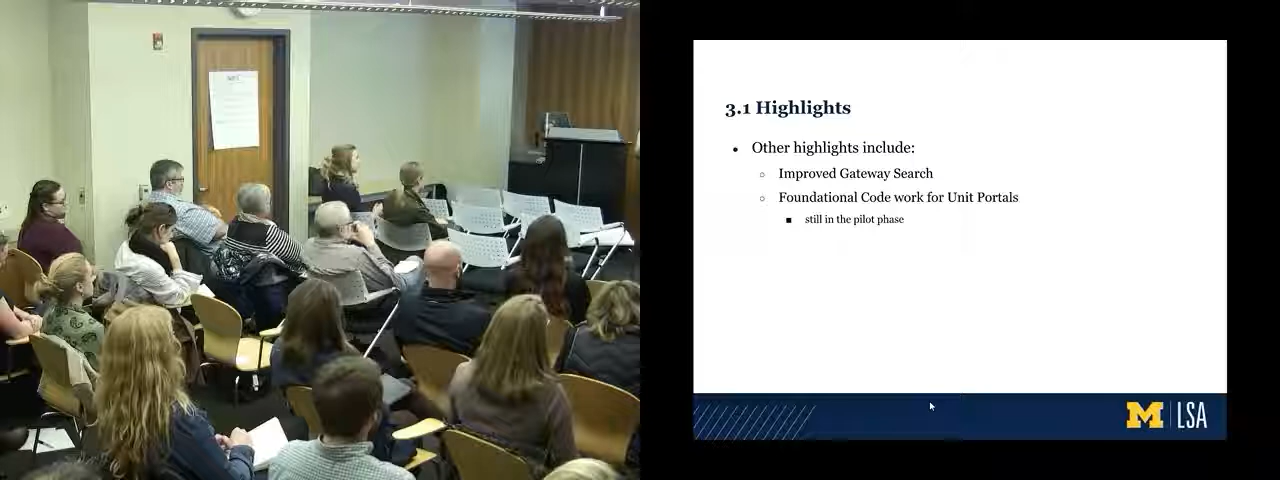 3.1 Highlights
Other highlights include:
Improved Gateway Search
Foundational Code work for Unit Portals
still in the pilot phase
M LSA